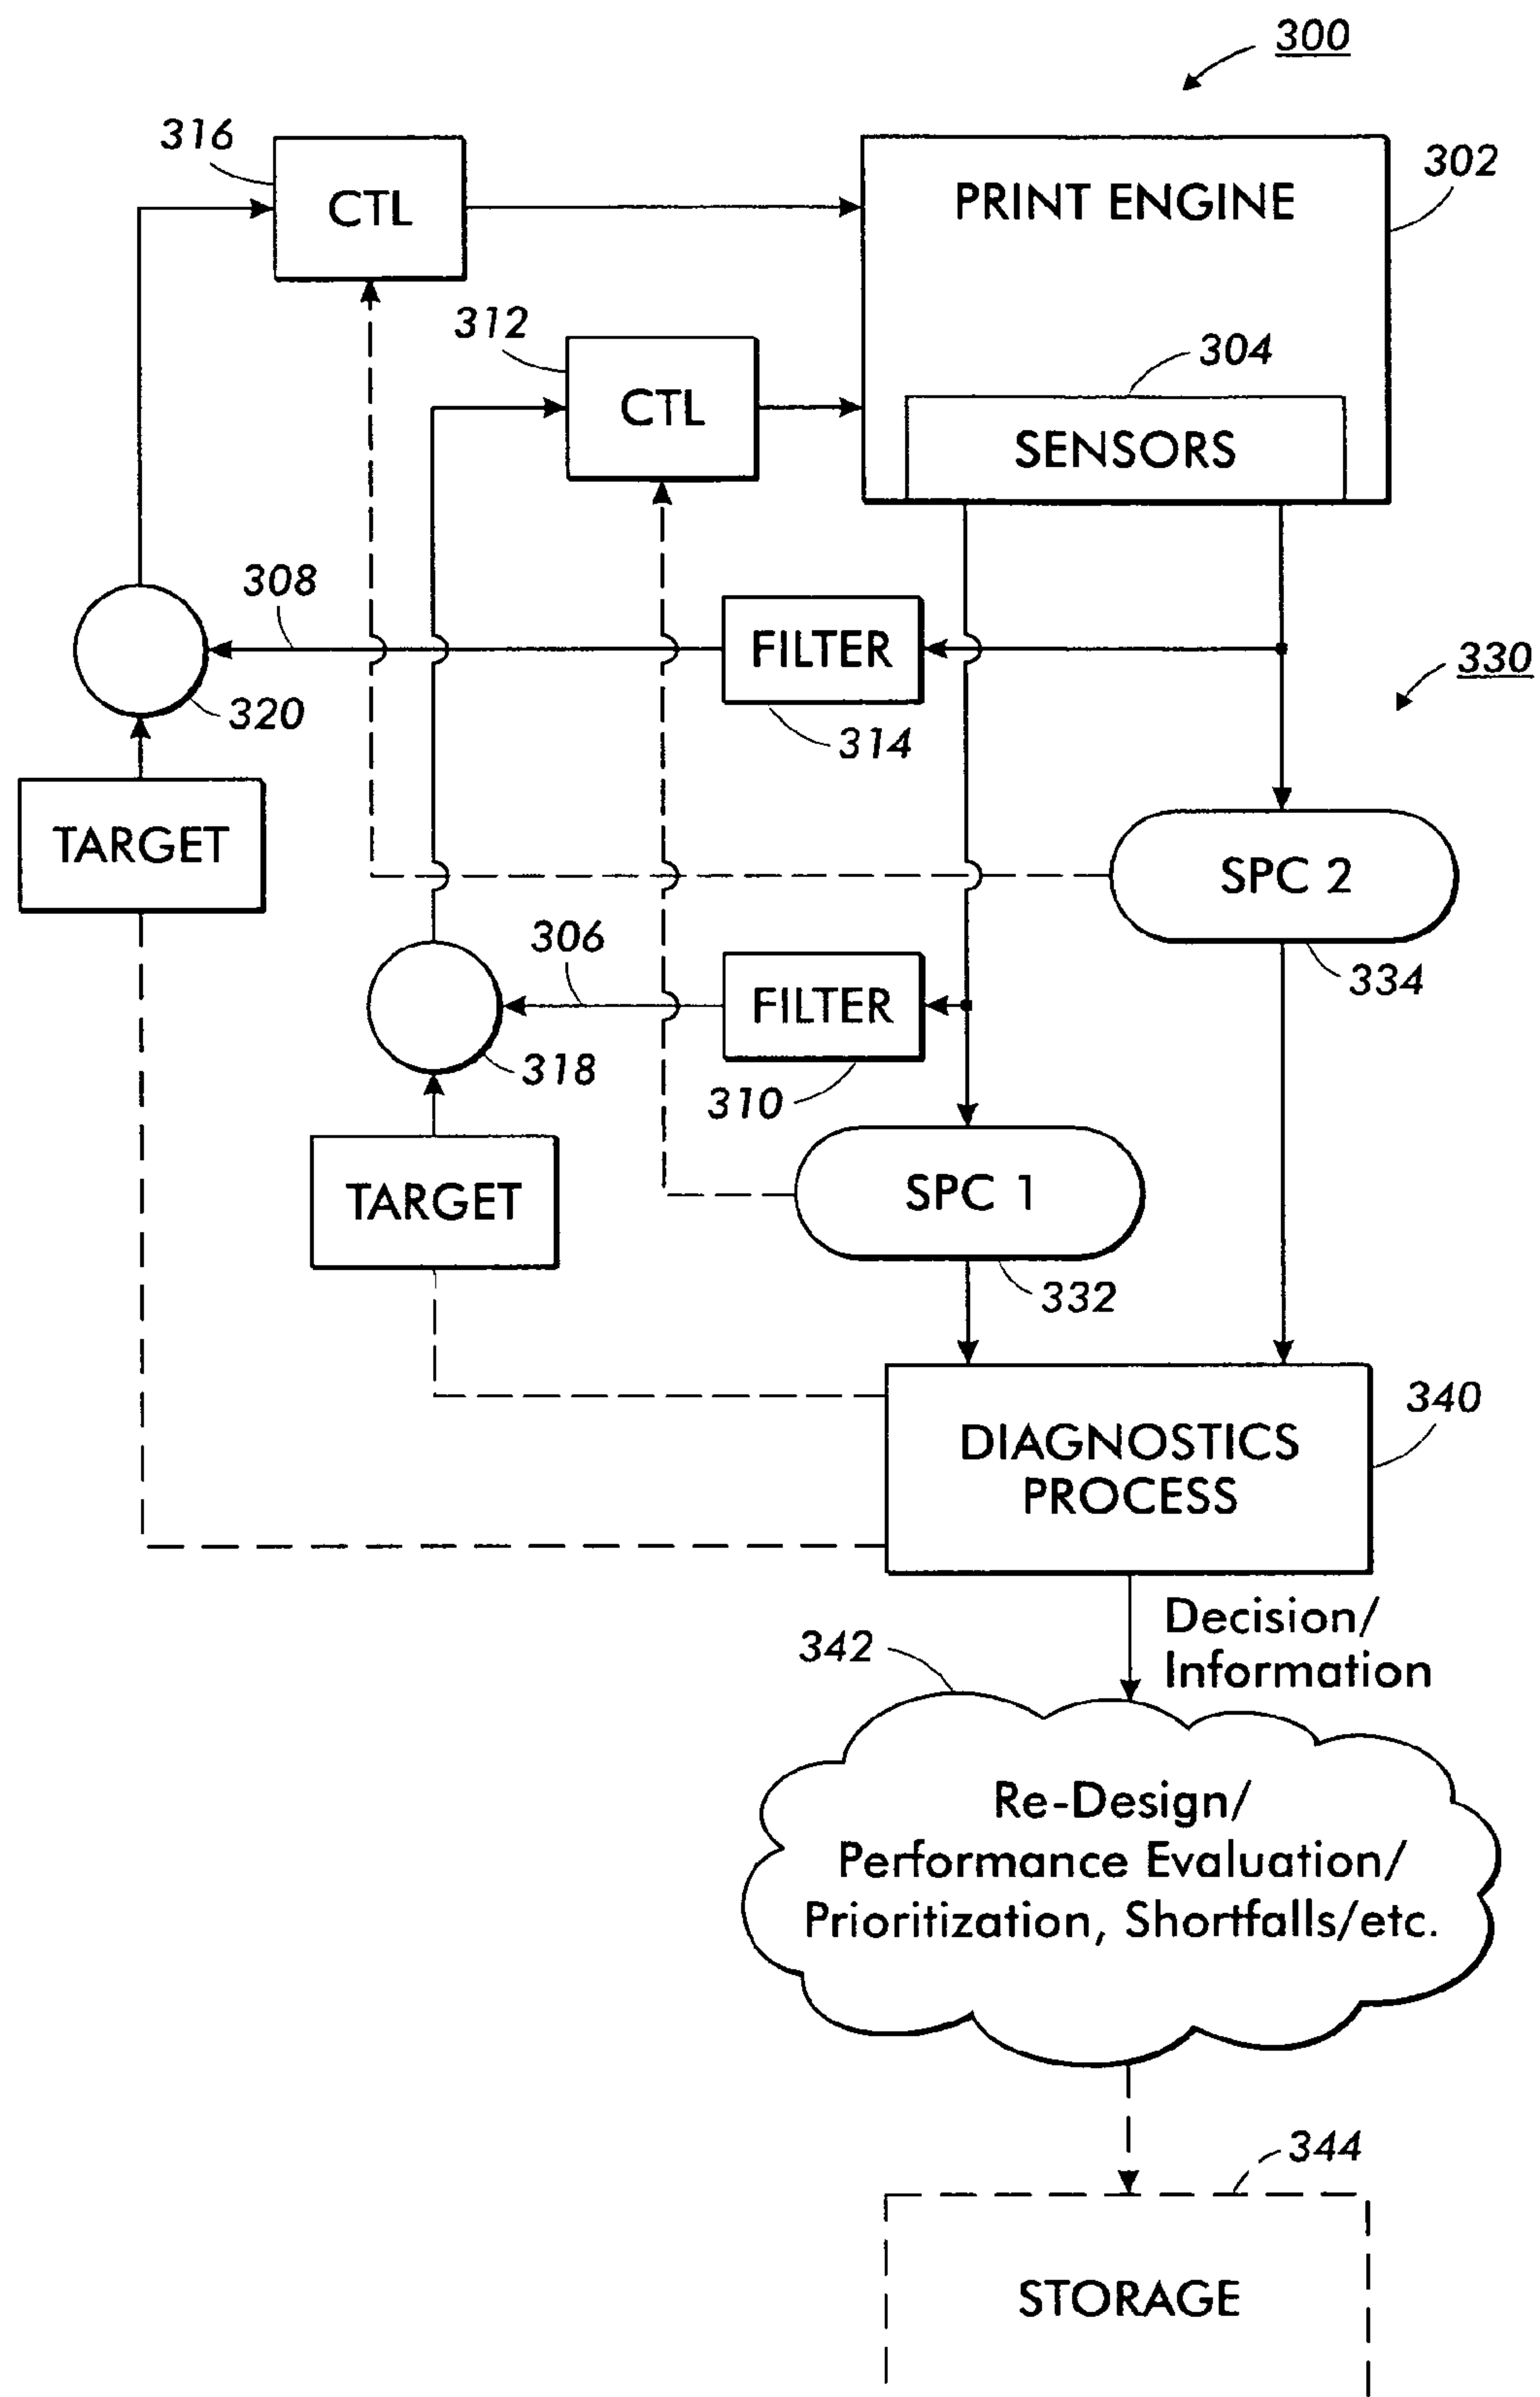 300
316
CTL
PRINT ENGINE
302
312
CTL
304
SENSORS
308
FILTER
330
320
314
TARGET
SPC 2
306
FILTER
334
318
310
TARGET
SPC 1
332
340
DIAGNOSTICS
PROCESS
Decision/
Information
342
Re-Design/
Performance Evaluation/
Prioritization, Shortfalls/etc.
344
STORAGE